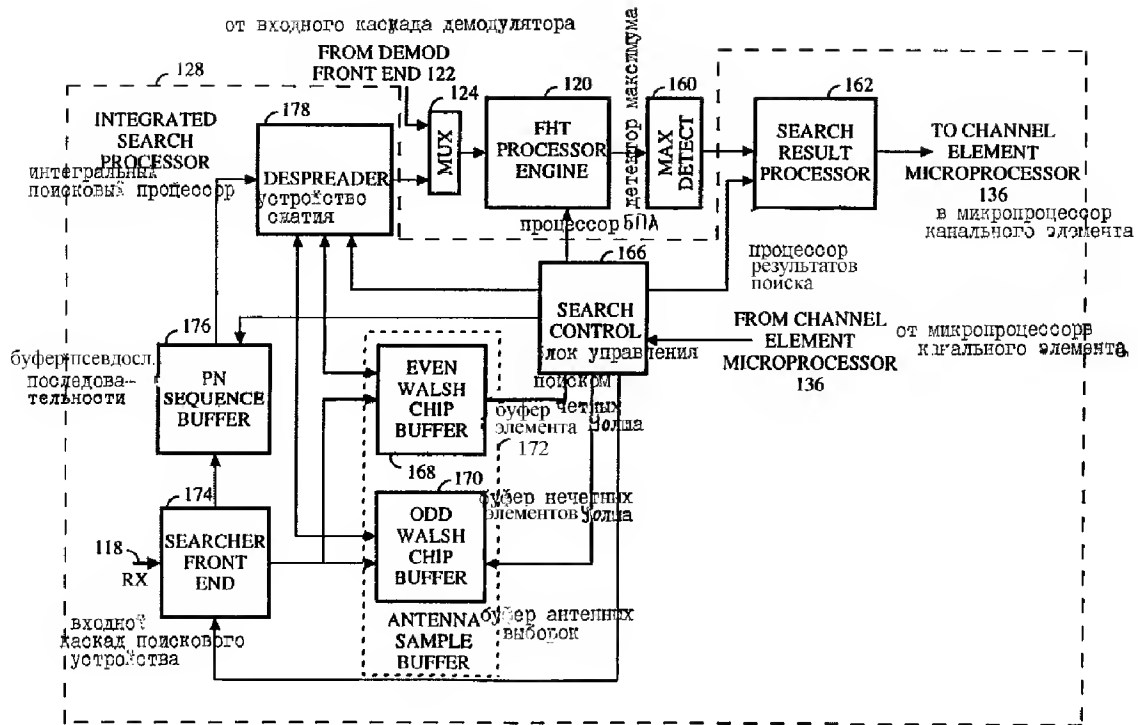 от входного каскада демодулятора
FROM DEMOD
FRONT END 122
128
178
124
120
160
162
детектор максимума
INTEGRATED
SEARCH
PROCESSOR
интегральных
поисковый процессор
DESPREADER
устройство
сжатия
MUX
FHT
PROCESSOR
ENGINE
процессор БПА
MAX
DETECT
SEARCH
RESULT
PROCESSOR
TO CHANNEL
ELEMENT
MICROPROCESSOR
136
в микропроцессор
канального элемента
процессор
результатов
поиска
166
SEARCH
CONTROL
блок управления
поиском
FROM CHANNEL
ELEMENT
MICROPROCESSOR
136
от микропроцессора
канального элемента
176
буфер псевдосл.
последова-
тельности
PN
SEQUENCE
BUFFER
EVEN
WALSH
CHIP
BUFFER
буфер четных
элемента Уолша
172
168
170
174
ODD
WALSH
CHIP
BUFFER
буфер нечетных
элементов Уолша
118
RX
SEARCHER
FRONT
END
входной
каскад поискового
устройства
ANTENNA
SAMPLE
BUFFER
буфер антенных
выборок